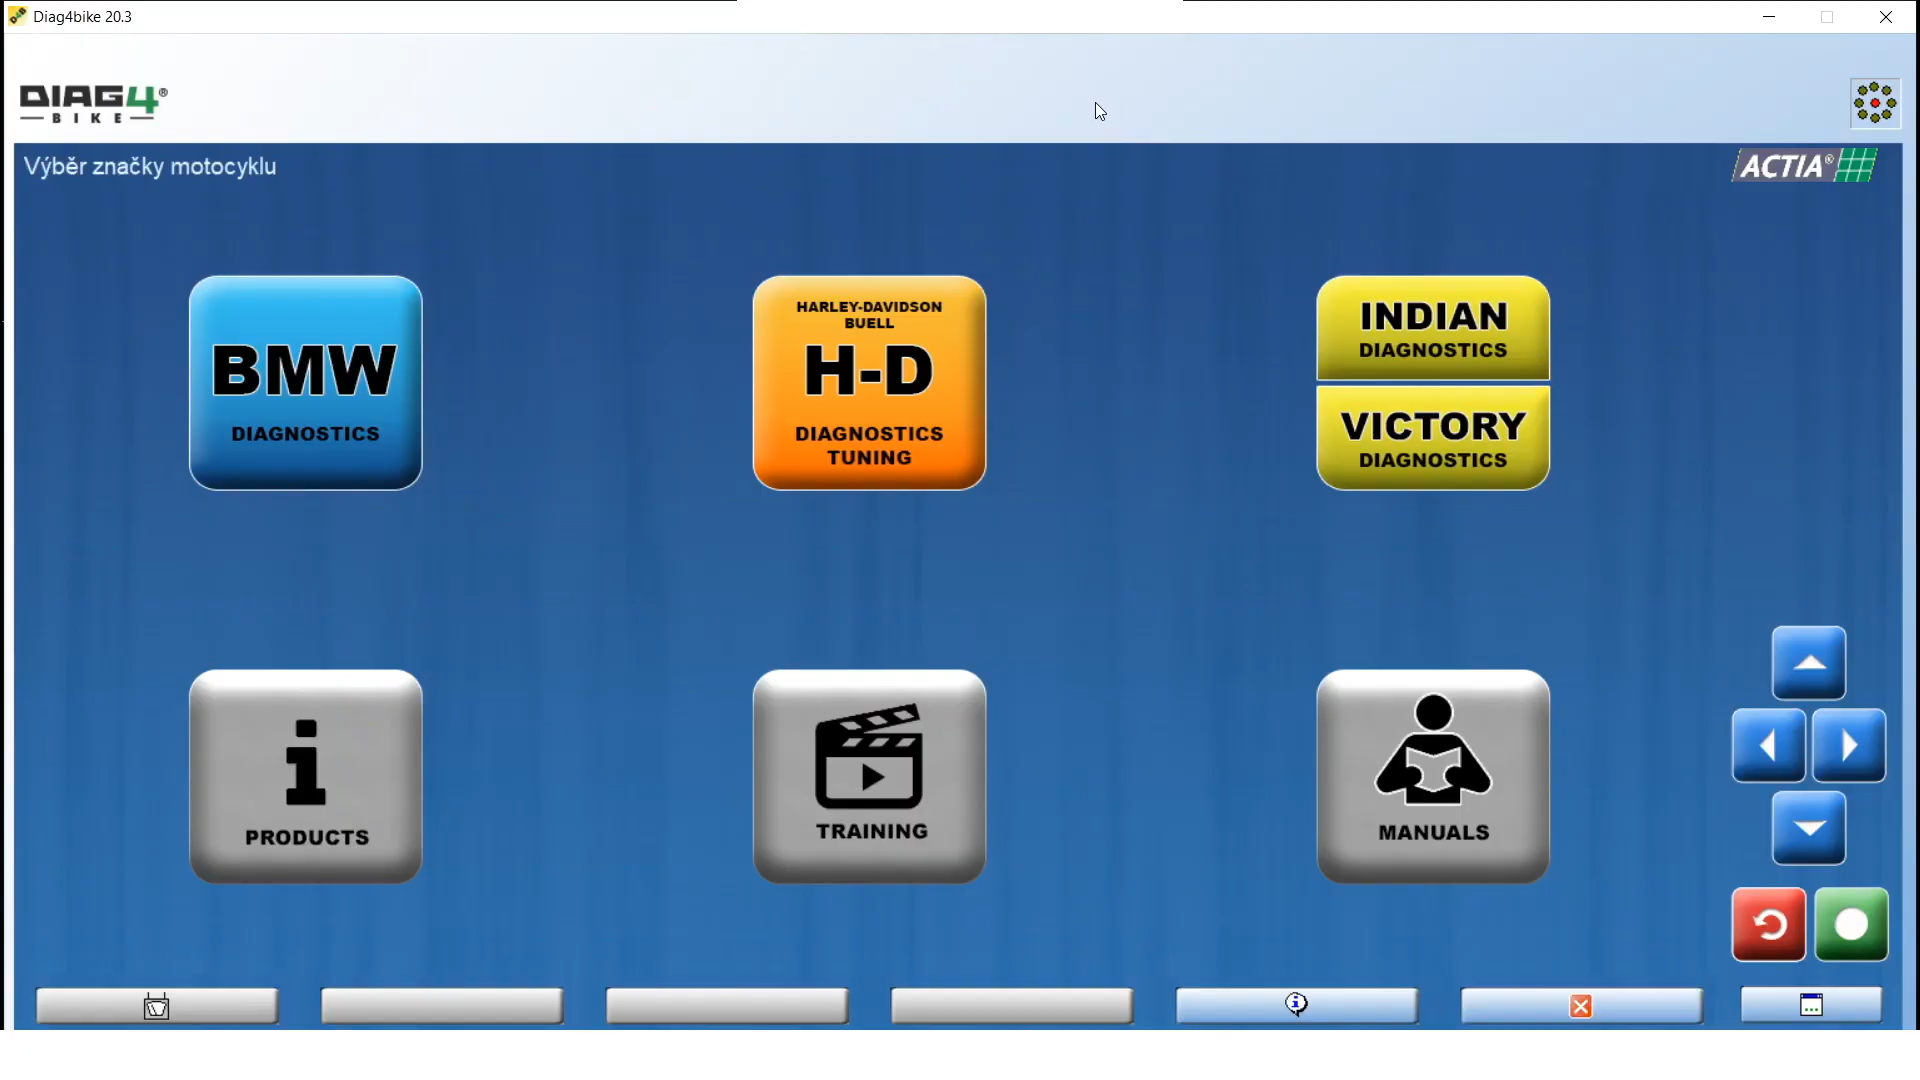 Diag4bike 20.3
DIAG4®
BIKE
Výběr značky motocyklu
ACTIA®
BMW
DIAGNOSTICS
HARLEY-DAVIDSON
BUELL
H-D
DIAGNOSTICS
TUNING
INDIAN
DIAGNOSTICS
VICTORY
DIAGNOSTICS
PRODUCTS
TRAINING
MANUALS